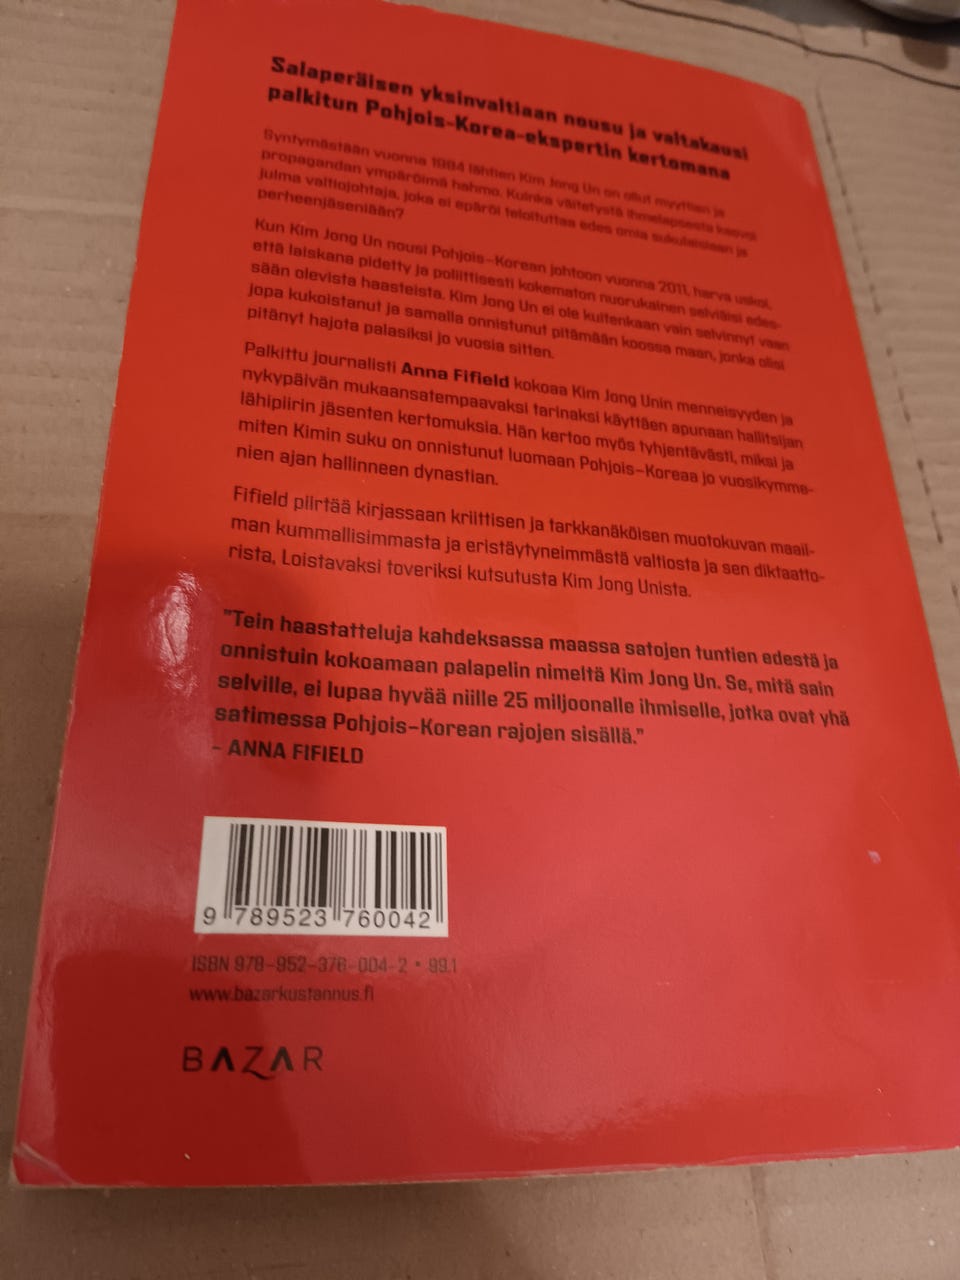 Salaperäisen yksinvaltiaan nousu ja valtakausi
palkitun Pohjois-Korea-ekspertin kertomana
Syntymästään vuonna 1984 lähtien Kim Jong Un on ollut myyttien ja
propagandan ympäröimä hahmo. Kuinka väitetystä ihmelapsesta kasvoi
julma valtiojohtaja, joka ei epäröi teloituttaa edes omia sukulaisiaan ja
perheenjäseniään?
Kun Kim Jong Un nousi Pohjois-Korean johtoon vuonna 2011, harva uskoi,
että laiskana pidetty ja poliittisesti kokematon nuorukainen selviäisi edes-
sään olevista haasteista. Kim Jong Un ei ole kuitenkaan vain selvinnyt vaan
jopa kukoistanut ja samalla onnistunut pitämään koossa maan, jonka olisi
pitänyt hajota palasiksi jo vuosia sitten.
Palkittu journalisti Anna Fifield kokoaa Kim Jong Unin menneisyyden ja
nykypäivän mukaansatempaavaksi tarinaksi käyttäen apunaan hallitsijan
lähipiirin jäsenten kertomuksia. Hän kertoo myös tyhjentävästi, miksi ja
miten Kimin suku on onnistunut luomaan Pohjois-Koreaa jo vuosikymme-
nien ajan hallinneen dynastian.
Fifield piirtää kirjassaan kriittisen ja tarkkanäköisen muotokuvan maail-
man kummallisimmasta ja eristäytyneimmästä valtiosta ja sen diktaatto-
rista, Loistavaksi toveriksi kutsutusta Kim Jong Unista.
"Tein haastatteluja kahdeksassa maassa satojen tuntien edestä ja
onnistuin kokoamaan palapelin nimeltä Kim Jong Un. Se, mitä sain
selville, ei lupaa hyvää niille 25 miljoonalle ihmiselle, jotka ovat yhä
satimessa Pohjois-Korean rajojen sisällä."
- ANNA FIFIELD
9 789523 760042
ISBN 978-952-376-004-2 • 99.1
www.bazarkustannus.fi
BAZAR